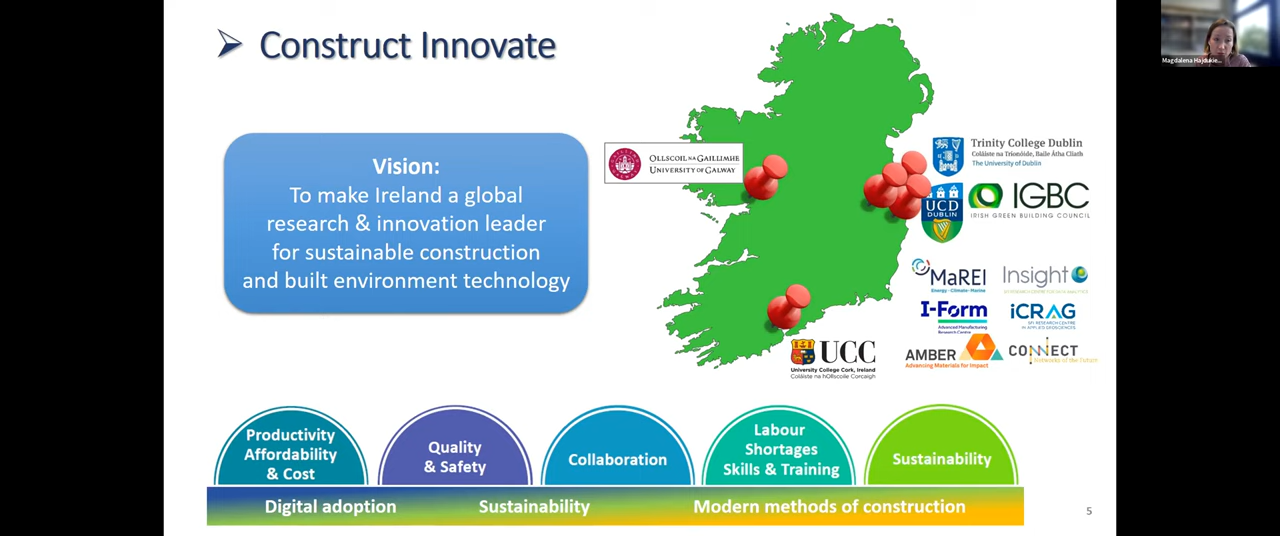 Construct Innovate
Magdalena Hajdukie...
Vision:
To make Ireland a global
research & innovation leader
for sustainable construction
and built environment technology
OLLSCOIL NA GAILLIMHE
UNIVERSITY OF GALWAY
Trinity College Dublin
Coláiste na Tríonóide, Baile Átha Cliath
The University of Dublin
UCD
DUBLIN
IGBC
IRISH GREEN BUILDING COUNCIL
MaREI
Energy · Climate · Marine
Insight
I-Form
Advanced Manufacturing
Research Centre
iCRAG
SFI RESEARCH CENTRE
IN APPLIED GEOSCIENCES
AMBER
Advancing Materials for Impact
CONNECT
Networks of the Future
UCC
University College Cork, Ireland
Coláiste na hOllscoile Corcaigh
Productivity
Affordability
& Cost
Quality
& Safety
Collaboration
Labour
Shortages
Skills & Training
Sustainability
Digital adoption
Sustainability
Modern methods of construction
5